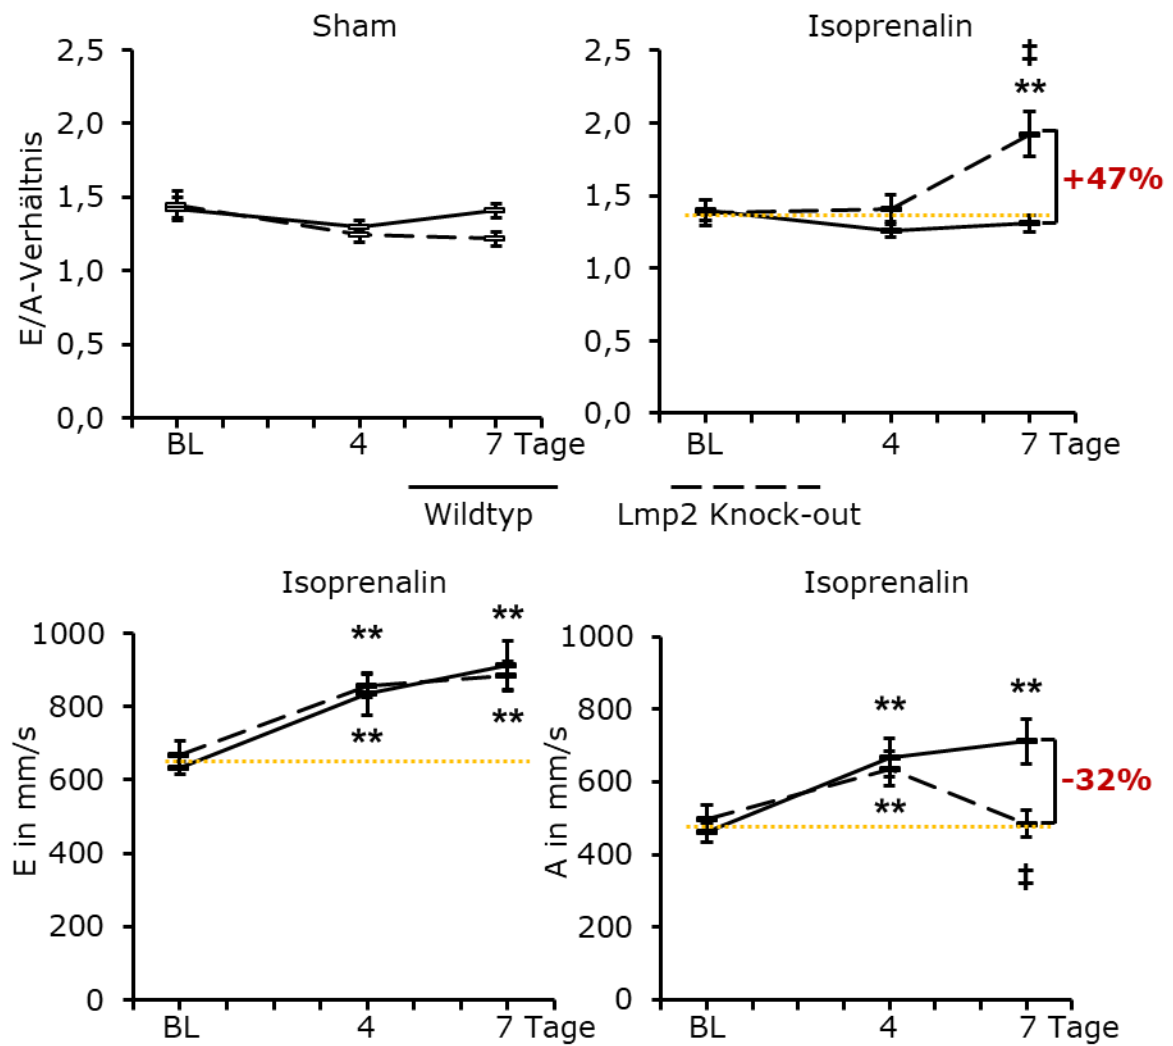 Sham
E/A-Verhältnis
2,5
2,0
1,5
1,0
0,5
0,0
BL 4 7 Tage
Isoprenalin
2,5
2,0
1,5
1,0
0,5
0,0
‡
**
+47%
BL 4 7 Tage
Wildtyp Lmp2 Knock-out
Isoprenalin
E in mm/s
1000
800
600
400
200
0
** **
** **
BL 4 7 Tage
Isoprenalin
A in mm/s
1000
800
600
400
200
0
** **
**
-32%
‡
BL 4 7 Tage